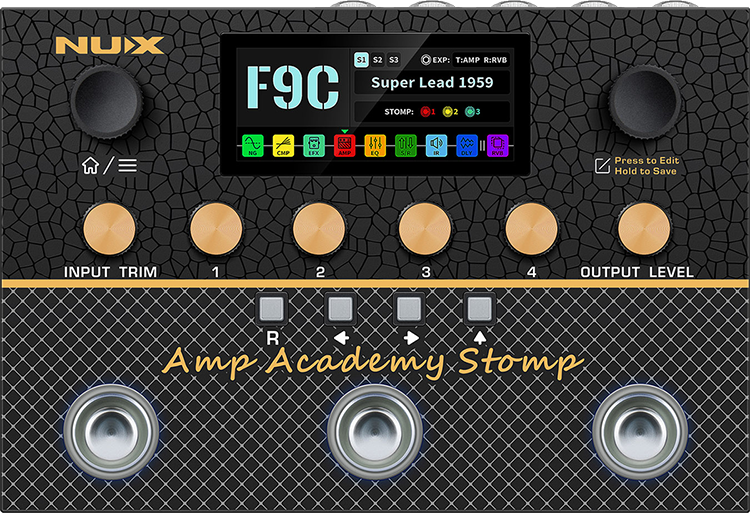 NUX
F9C
S1 S2 S3
EXP: T:AMP R:RVB
Super Lead 1959
STOMP: 1 2 3
NG CMP EFX AMP EQ S/R IR DLY RVB
/
Press to Edit
Hold to Save
INPUT TRIM 1 2 3 4 OUTPUT LEVEL
R
Amp Academy Stomp